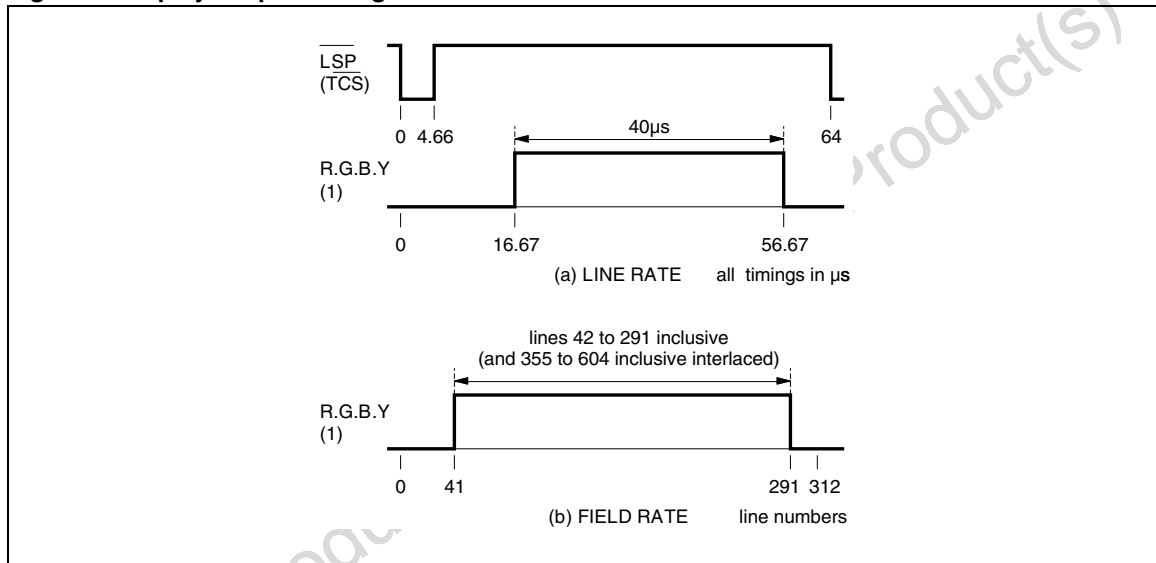 LSP
(TCS)
0 4.66 64
40µs
R.G.B.Y
(1)
0 16.67 56.67
(a) LINE RATE all timings in µs
lines 42 to 291 inclusive
(and 355 to 604 inclusive interlaced)
R.G.B.Y
(1)
0 41 291 312
(b) FIELD RATE line numbers
Product(s)